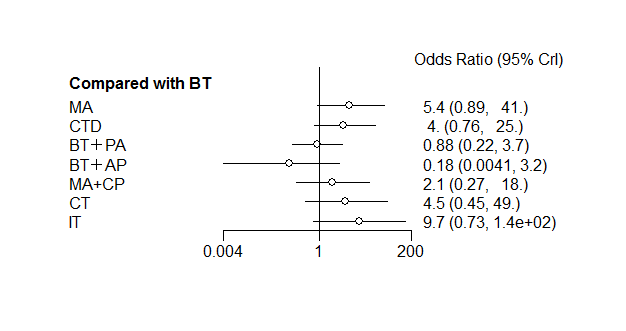 Odds Ratio (95% CrI)
Compared with BT
MA 5.4 (0.89, 41.)
CTD 4. (0.76, 25.)
BT+PA 0.88 (0.22, 3.7)
BT+AP 0.18 (0.0041, 3.2)
MA+CP 2.1 (0.27, 18.)
CT 4.5 (0.45, 49.)
IT 9.7 (0.73, 1.4e+02)
0.004 1 200